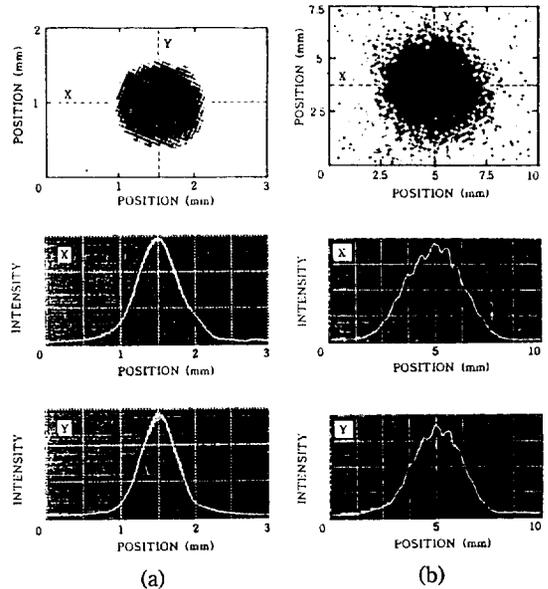 2
Y
X
1
POSITION (mm)
0
1
2
3
POSITION (mm)
7.5
Y
5
X
2.5
POSITION (mm)
0
2.5
5
7.5
10
POSITION (mm)
X
INTENSITY
0
1
2
3
POSITION (mm)
X
INTENSITY
0
5
10
POSITION (mm)
Y
INTENSITY
0
1
2
3
POSITION (mm)
Y
INTENSITY
0
5
10
POSITION (mm)
(a)
(b)